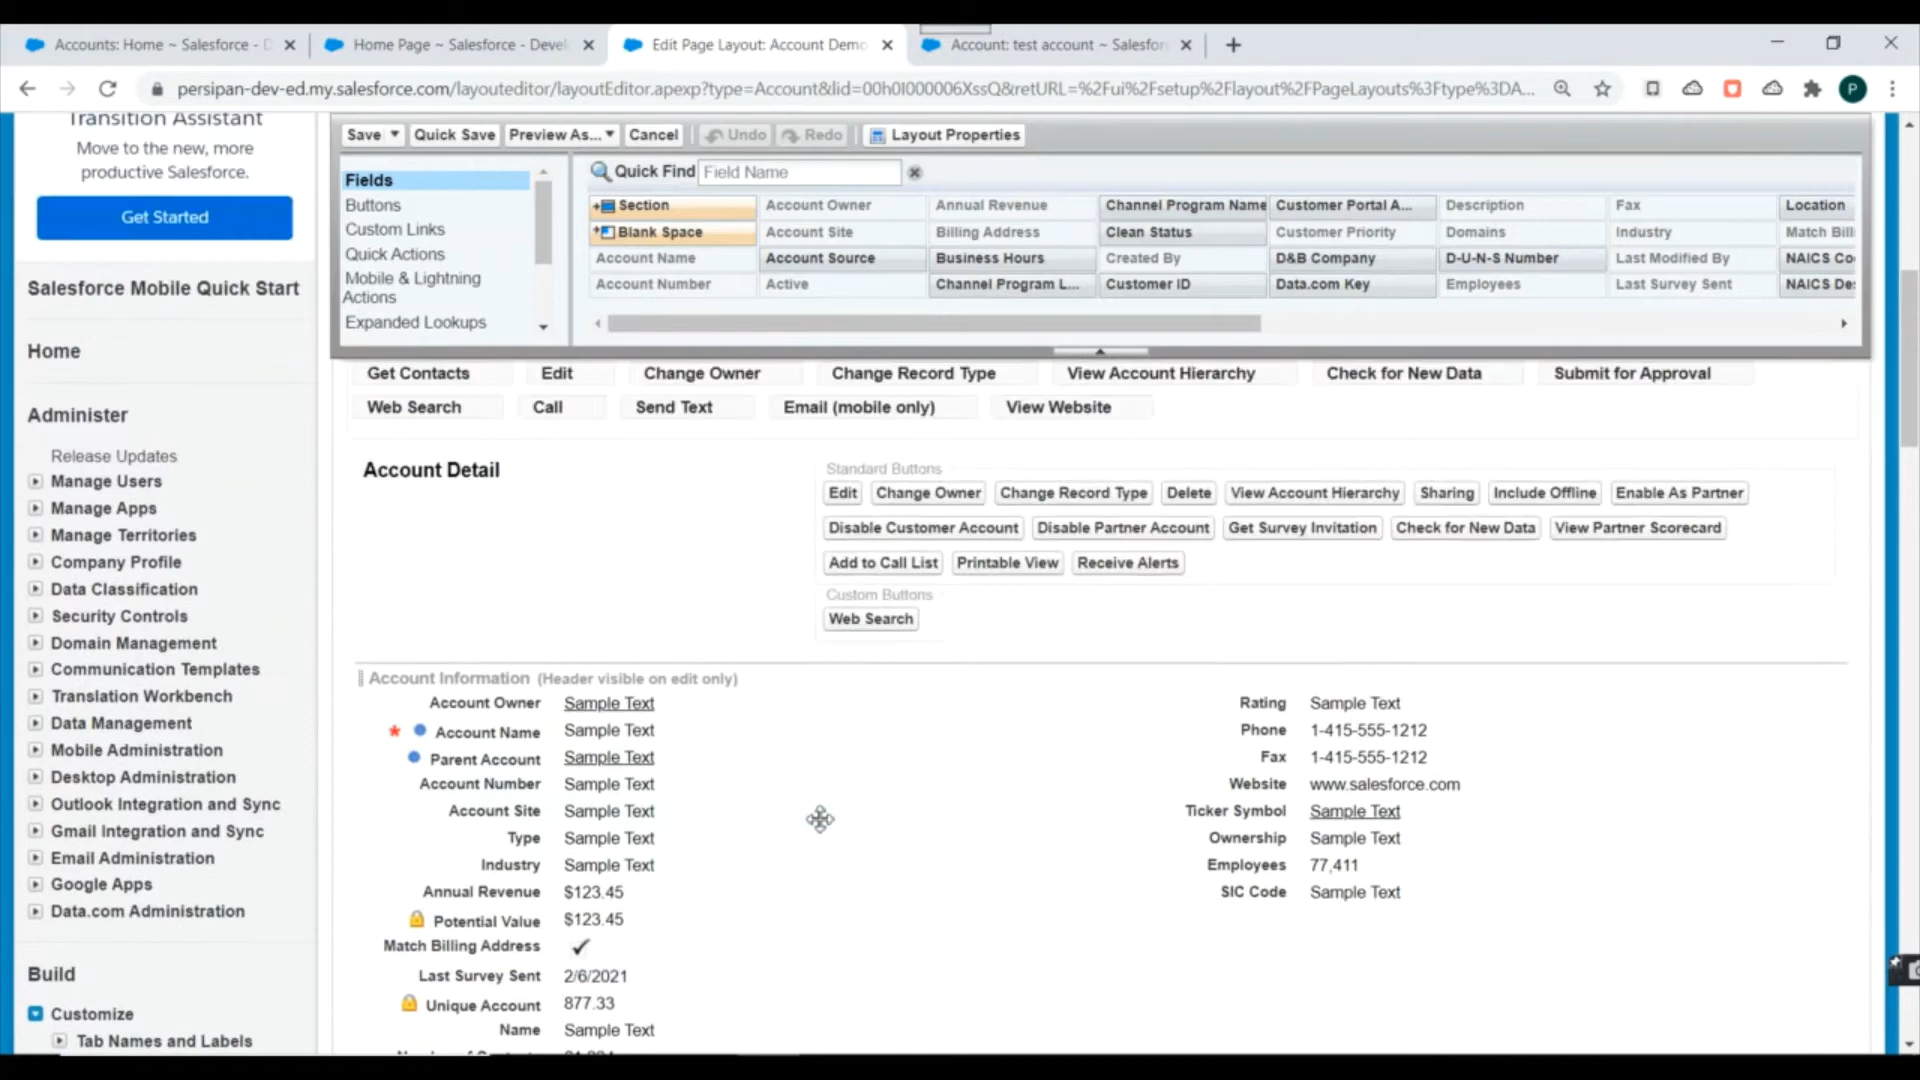 Accounts: Home ~ Salesforce - D
Home Page ~ Salesforce - Devel
Edit Page Layout: Account Demo
Account: test account ~ Salesfor
persipan-dev-ed.my.salesforce.com/layouteditor/layoutEditor.apexp?type=Account&lid=00h0I000006XssQ&retURL=%2Fui%2Fsetup%2Flayout%2FPageLayouts%3Ftype%3DA...
P
Transition Assistant
Move to the new, more
productive Salesforce.
Get Started
Salesforce Mobile Quick Start
Home
Administer
Release Updates
Manage Users
Manage Apps
Manage Territories
Company Profile
Data Classification
Security Controls
Domain Management
Communication Templates
Translation Workbench
Data Management
Mobile Administration
Desktop Administration
Outlook Integration and Sync
Gmail Integration and Sync
Email Administration
Google Apps
Data.com Administration
Build
Customize
Tab Names and Labels
Save Quick Save Preview As... Cancel Undo Redo Layout Properties
Fields
Buttons
Custom Links
Quick Actions
Mobile & Lightning
Actions
Expanded Lookups
Quick Find Field Name
Section Account Owner Annual Revenue Channel Program Name Customer Portal A... Description Fax Location
Blank Space Account Site Billing Address Clean Status Customer Priority Domains Industry Match Bill
Account Name Account Source Business Hours Created By D&B Company D-U-N-S Number Last Modified By NAICS Co
Account Number Active Channel Program L... Customer ID Data.com Key Employees Last Survey Sent NAICS De
Get Contacts Edit Change Owner Change Record Type View Account Hierarchy Check for New Data Submit for Approval
Web Search Call Send Text Email (mobile only) View Website
Account Detail
Standard Buttons
Edit Change Owner Change Record Type Delete View Account Hierarchy Sharing Include Offline Enable As Partner
Disable Customer Account Disable Partner Account Get Survey Invitation Check for New Data View Partner Scorecard
Add to Call List Printable View Receive Alerts
Custom Buttons
Web Search
Account Information (Header visible on edit only)
Account Owner Sample Text
* Account Name Sample Text
Parent Account Sample Text
Account Number Sample Text
Account Site Sample Text
Type Sample Text
Industry Sample Text
Annual Revenue $123.45
Potential Value $123.45
Match Billing Address ✓
Last Survey Sent 2/6/2021
Unique Account 877.33
Name Sample Text
Rating Sample Text
Phone 1-415-555-1212
Fax 1-415-555-1212
Website www.salesforce.com
Ticker Symbol Sample Text
Ownership Sample Text
Employees 77,411
SIC Code Sample Text